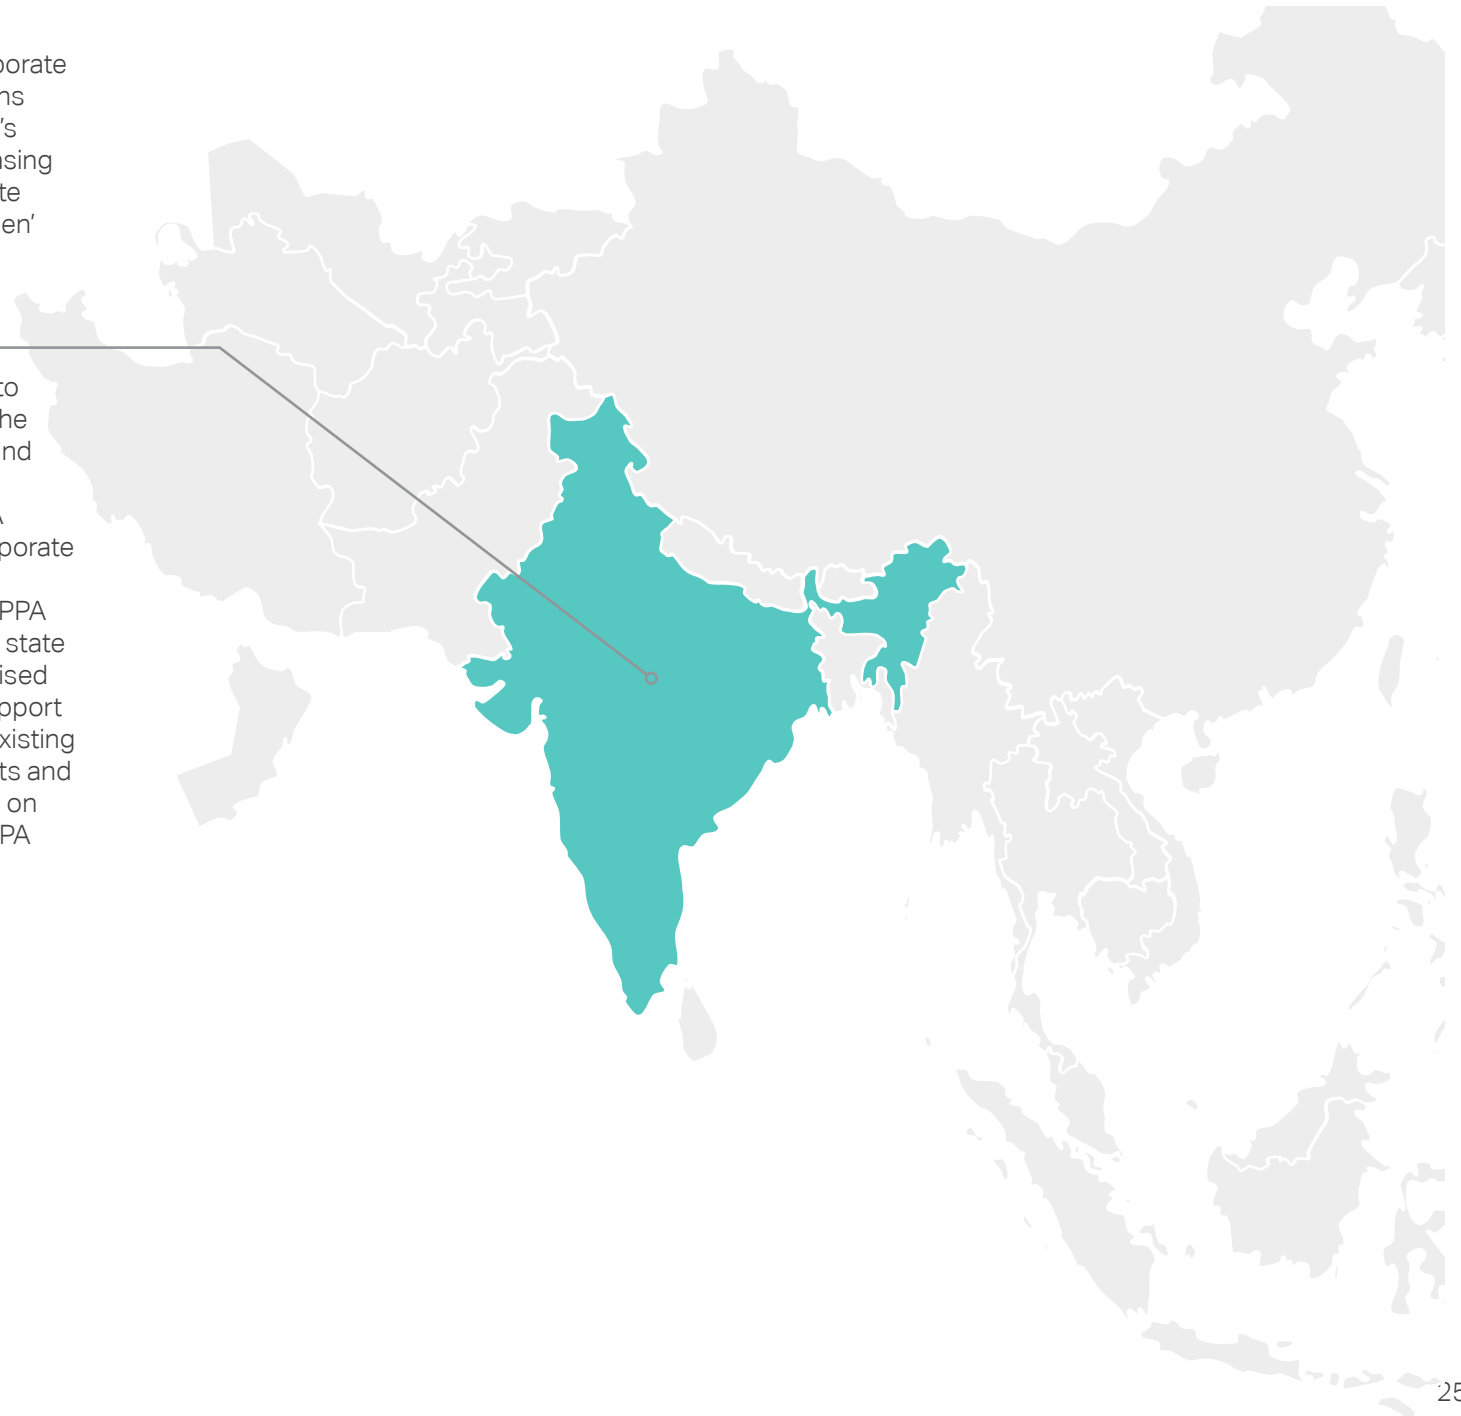 porate
ns
's
asing
te
en'
to
he
nd
A
porate
PPA
state
ised
pport
xisting
ts and
on
PA
25